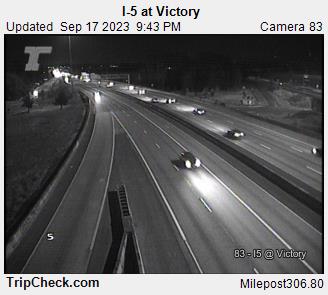 I-5 at Victory
Updated Sep 17 2023 9:43 PM Camera 83
T
S
83 - I5 @ Victory
TripCheck.com Milepost306.80